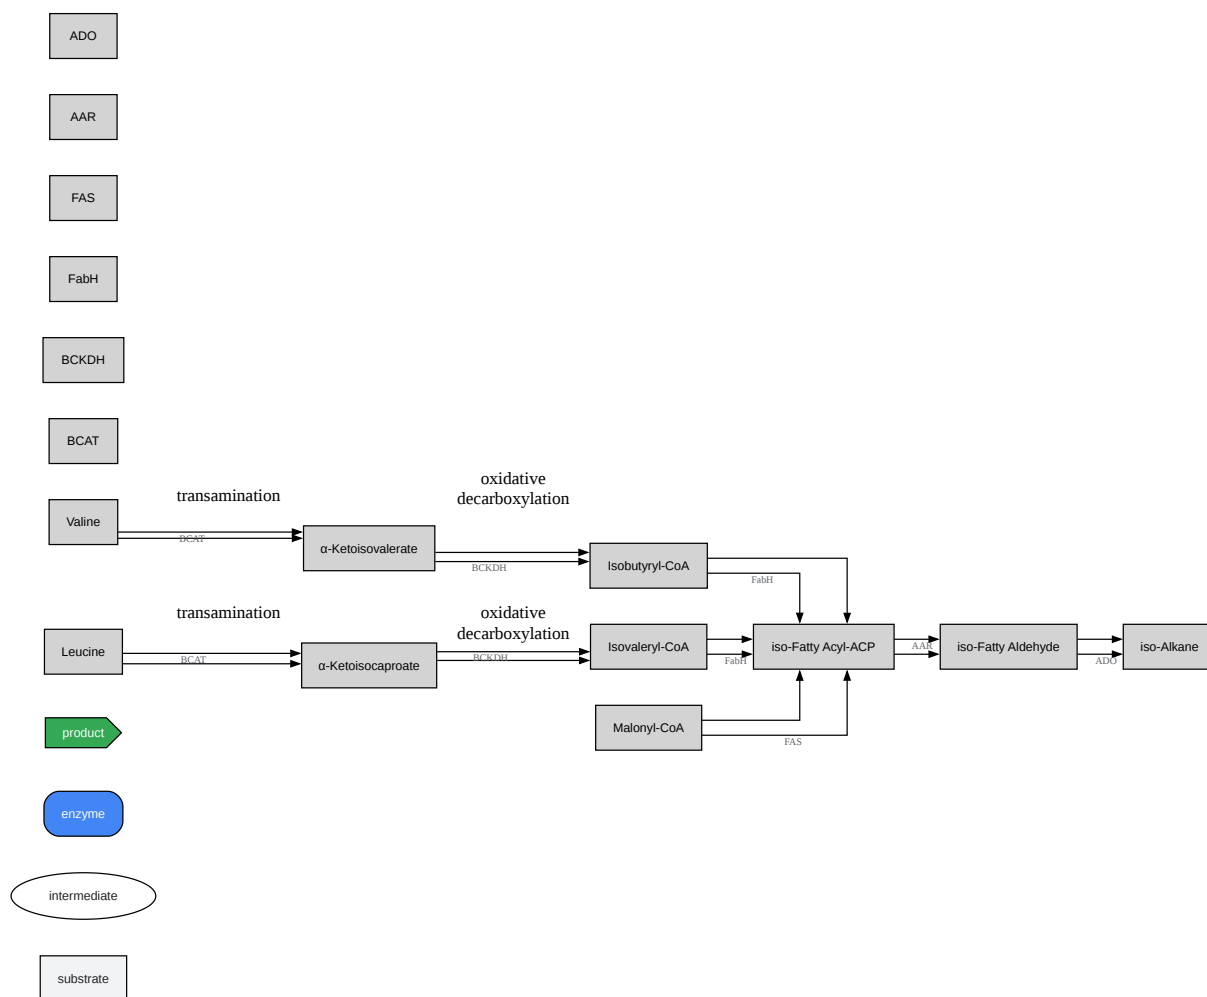 ADO
AAR
FAS
FabH
BCKDH
BCAT
oxidative
decarboxylation
transamination
Valine
BCAT
α-Ketoisovalerate
BCKDH
Isobutyryl-CoA
FabH
transamination
oxidative
decarboxylation
Leucine
BCAT
α-Ketoisocaproate
BCKDH
Isovaleryl-CoA
FabH
iso-Fatty Acyl-ACP
AAR
iso-Fatty Aldehyde
ADO
iso-Alkane
Malonyl-CoA
FAS
product
enzyme
intermediate
substrate